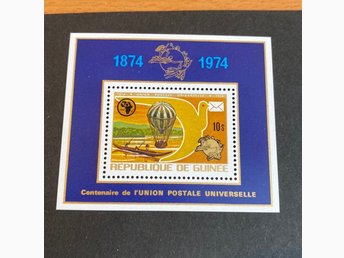 1874 1974
10s
REPUBLIQUE DE GUINEE
Centenaire de l'UNION POSTALE UNIVERSELLE